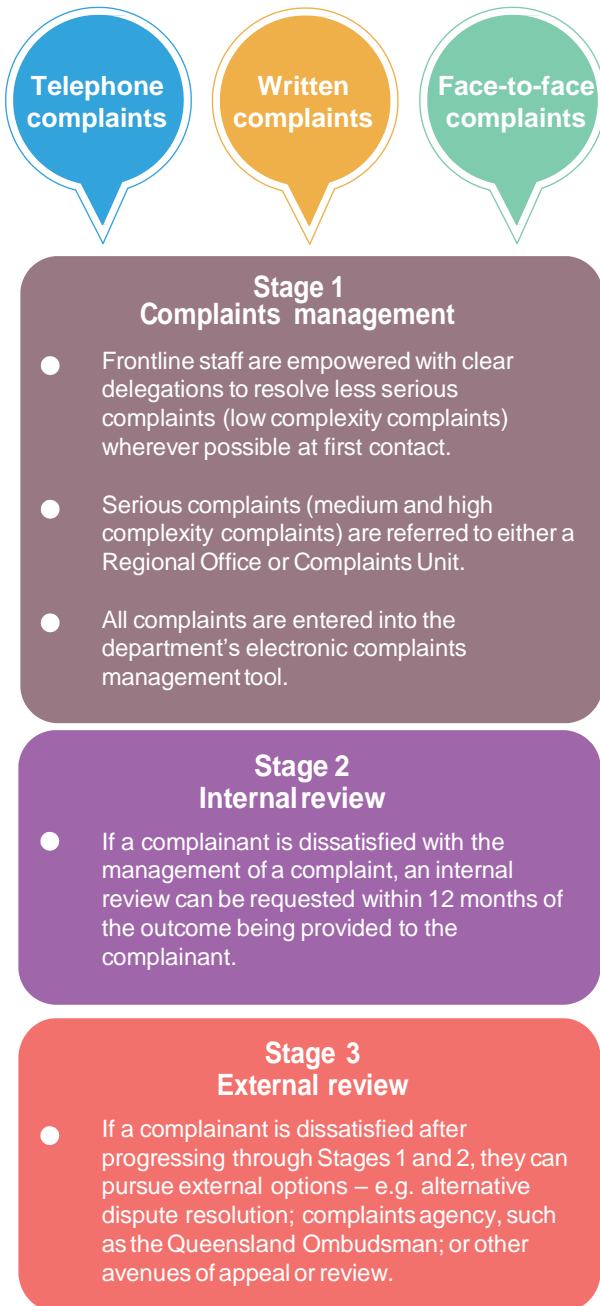 Telephone
complaints
Written
complaints
Face-to-face
complaints
Stage 1
Complaints management
Frontline staff are empowered with clear
delegations to resolve less serious
complaints (low complexity complaints)
wherever possible at first contact.
Serious complaints (medium and high
complexity complaints) are referred to either a
Regional Office or Complaints Unit.
All complaints are entered into the
department's electronic complaints
management tool.
Stage 2
Internal review
If a complainant is dissatisfied with the
management of a complaint, an internal
review can be requested within 12 months of
the outcome being provided to the
complainant.
Stage 3
External review
If a complainant is dissatisfied after
progressing through Stages 1 and 2, they can
pursue external options – e.g. alternative
dispute resolution; complaints agency, such
as the Queensland Ombudsman; or other
avenues of appeal or review.